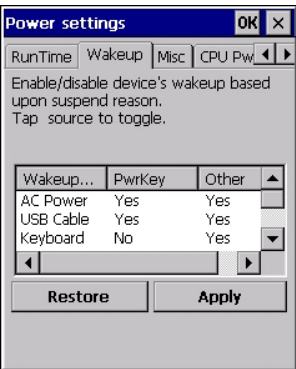 Power settings OK ×
RunTime Wakeup Misc CPU Pw
Enable/disable device's wakeup based
upon suspend reason.
Tap source to toggle.
Wakeup... PwrKey Other
AC Power Yes Yes
USB Cable Yes Yes
Keyboard No Yes
Restore Apply